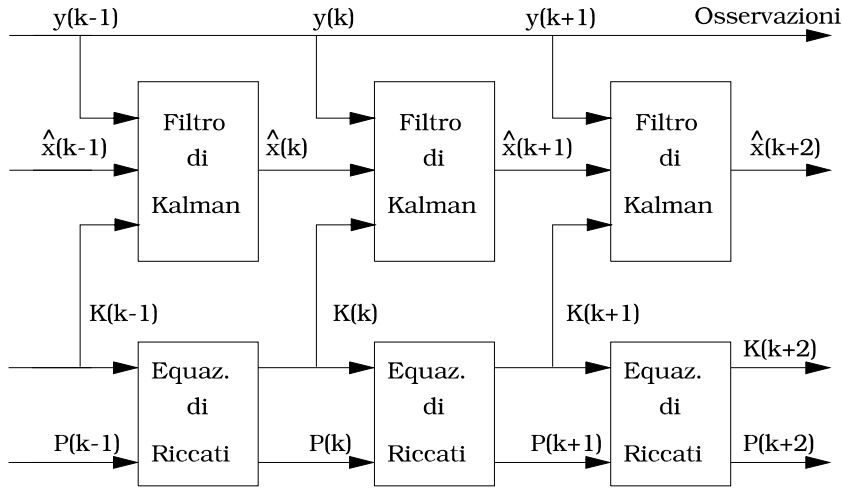 y(k-1) y(k) y(k+1) Osservazioni
Filtro Filtro Filtro
x̂(k-1) x̂(k) x̂(k+1) x̂(k+2)
di di di
Kalman Kalman Kalman
K(k-1) K(k) K(k+1)
K(k+2)
Equaz. Equaz. Equaz.
di di di
P(k-1) P(k) P(k+1) P(k+2)
Riccati Riccati Riccati